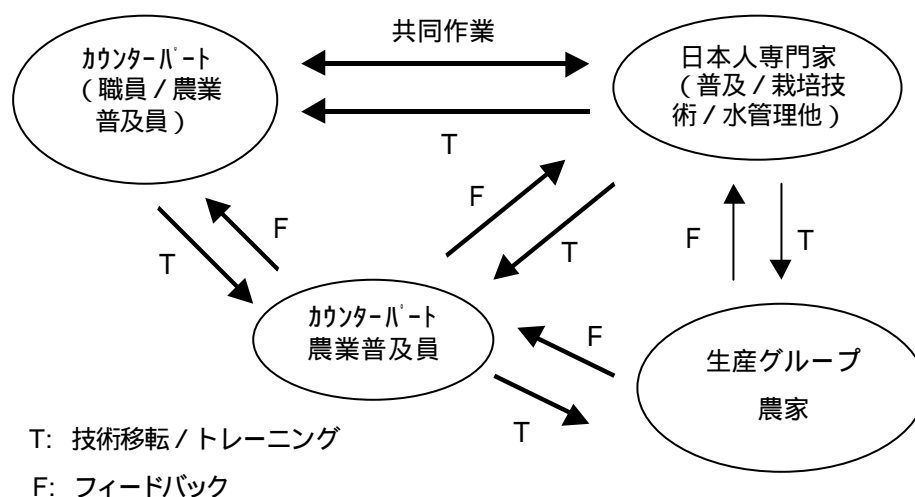 共同作業
ｶｳﾝﾀｰﾊﾟｰﾄ
（職員 / 農業
普及員）
日本人専門家
（普及 / 栽培技
術 / 水管理他）
T
F
T
F
T
F
T
ｶｳﾝﾀｰﾊﾟｰﾄ
農業普及員
F
T
生産グループ
農家
T: 技術移転 / トレーニング
F: フィードバック